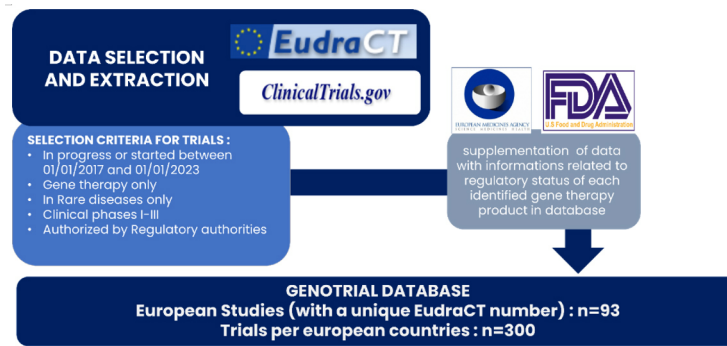 DATA SELECTION
AND EXTRACTION
EudraCT
ClinicalTrials.gov
SELECTION CRITERIA FOR TRIALS :
• In progress or started between
01/01/2017 and 01/01/2023
• Gene therapy only
• In Rare diseases only
• Clinical phases I-III
• Authorized by Regulatory authorities
EUROPEAN MEDICINES AGENCY
SCIENCE MEDICINES HEALTH
FDA
U.S Food and Drug Administration
supplementation of data
with informations related to
regulatory status of each
identified gene therapy
product in database
GENOTRIAL DATABASE
European Studies (with a unique EudraCT number) : n=93
Trials per european countries : n=300